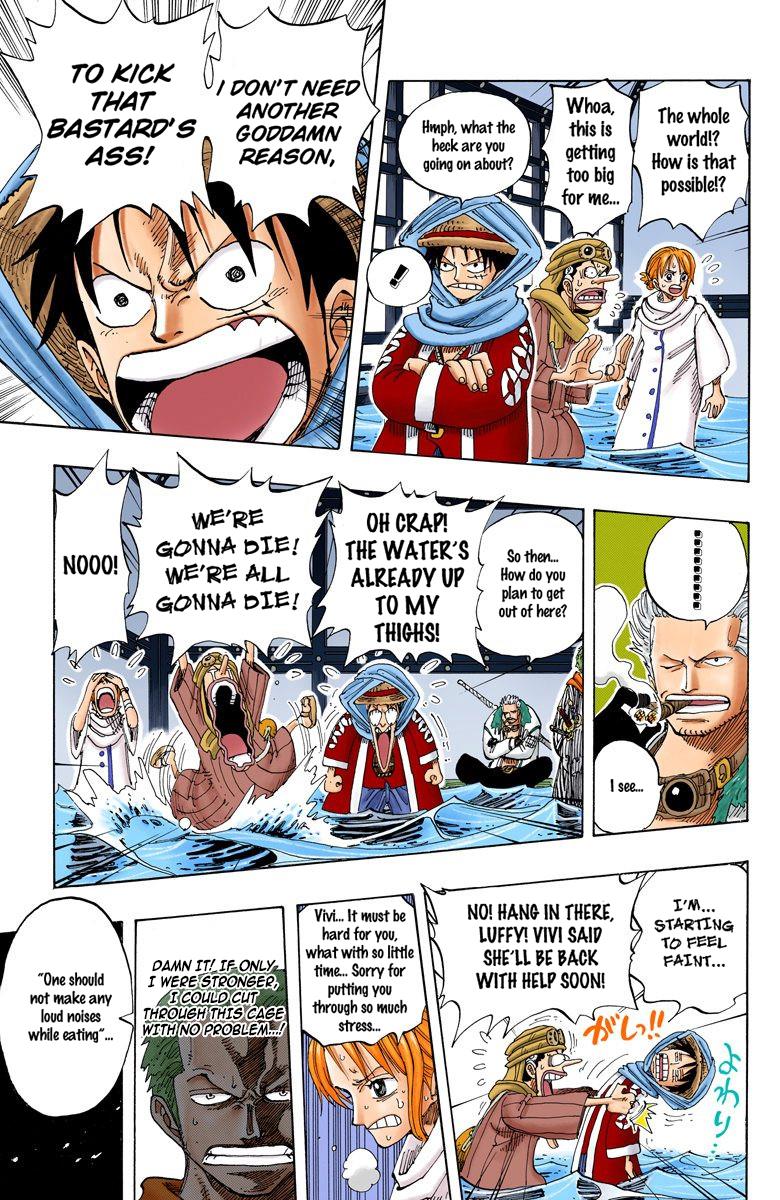 The whole
world!?
How is that
possible!?
Whoa,
this is
getting
too big
for me...
Hmph, what the
heck are you
going on about?
!
I DON'T NEED
ANOTHER
GODDAMN
REASON,
TO KICK
THAT
BASTARD'S
ASS!
.........
I see...
So then...
How do you
plan to get
out of here?
OH CRAP!
THE WATER'S
ALREADY UP
TO MY
THIGHS!
WE'RE
GONNA DIE!
WE'RE ALL
GONNA DIE!
NOOO!
I'M...
STARTING
TO FEEL
FAINT...
よわり…
NO! HANG IN THERE,
LUFFY! VIVI SAID
SHE'LL BE BACK
WITH HELP SOON!
がしっ!!
Vivi... It must be
hard for you,
what with so little
time... Sorry for
putting you
through so much
stress...
DAMN IT! IF ONLY
I WERE STRONGER,
I COULD CUT
THROUGH THIS CAGE
WITH NO PROBLEM...!
"One should
not make any
loud noises
while eating"...